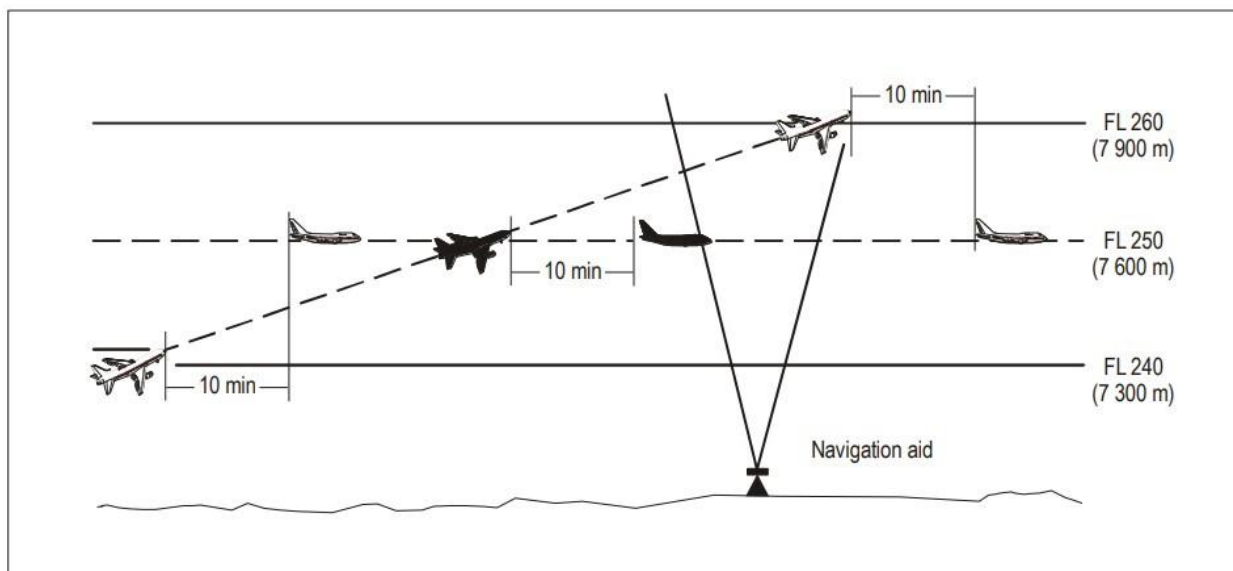 10 min
FL 260
(7 900 m)
FL 250
(7 600 m)
10 min
10 min
FL 240
(7 300 m)
Navigation aid